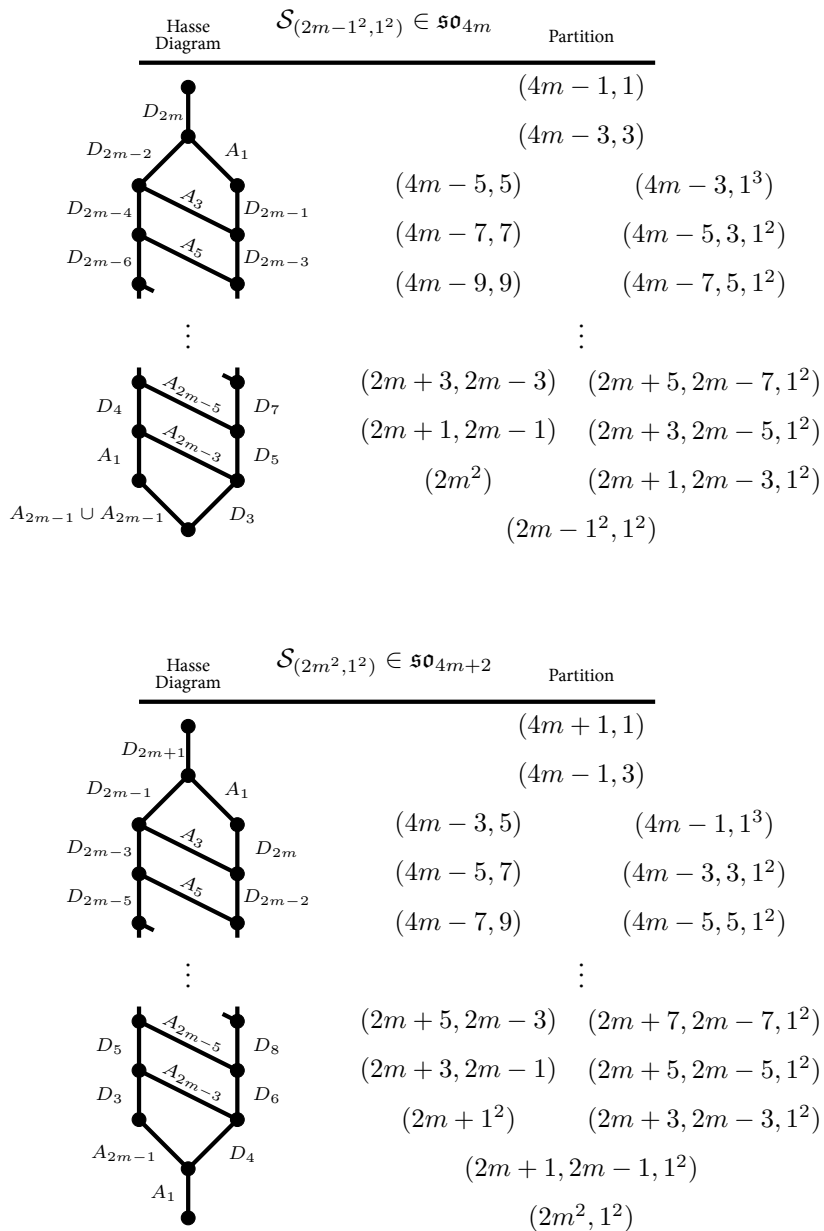 Hasse Diagram $\mathcal{S}_{(2m-1^2,1^2)} \in \mathfrak{so}_{4m}$ Partition
$(4m-1,1)$
$D_{2m}$
$(4m-3,3)$
$D_{2m-2}$ $A_1$
$(4m-5,5)$ $(4m-3,1^3)$
$D_{2m-4}$ $A_3$ $D_{2m-1}$
$(4m-7,7)$ $(4m-5,3,1^2)$
$D_{2m-6}$ $A_5$ $D_{2m-3}$
$(4m-9,9)$ $(4m-7,5,1^2)$
⋮ ⋮
$(2m+3,2m-3)$ $(2m+5,2m-7,1^2)$
$D_4$ $A_{2m-5}$ $D_7$
$(2m+1,2m-1)$ $(2m+3,2m-5,1^2)$
$A_1$ $A_{2m-3}$ $D_5$
$(2m^2)$ $(2m+1,2m-3,1^2)$
$A_{2m-1} \cup A_{2m-1}$ $D_3$
$(2m-1^2,1^2)$
Hasse Diagram $\mathcal{S}_{(2m^2,1^2)} \in \mathfrak{so}_{4m+2}$ Partition
$(4m+1,1)$
$D_{2m+1}$
$(4m-1,3)$
$D_{2m-1}$ $A_1$
$(4m-3,5)$ $(4m-1,1^3)$
$D_{2m-3}$ $A_3$ $D_{2m}$
$(4m-5,7)$ $(4m-3,3,1^2)$
$D_{2m-5}$ $A_5$ $D_{2m-2}$
$(4m-7,9)$ $(4m-5,5,1^2)$
⋮ ⋮
$(2m+5,2m-3)$ $(2m+7,2m-7,1^2)$
$D_5$ $A_{2m-5}$ $D_8$
$(2m+3,2m-1)$ $(2m+5,2m-5,1^2)$
$D_3$ $A_{2m-3}$ $D_6$
$(2m+1^2)$ $(2m+3,2m-3,1^2)$
$A_{2m-1}$ $D_4$
$(2m+1,2m-1,1^2)$
$A_1$
$(2m^2,1^2)$